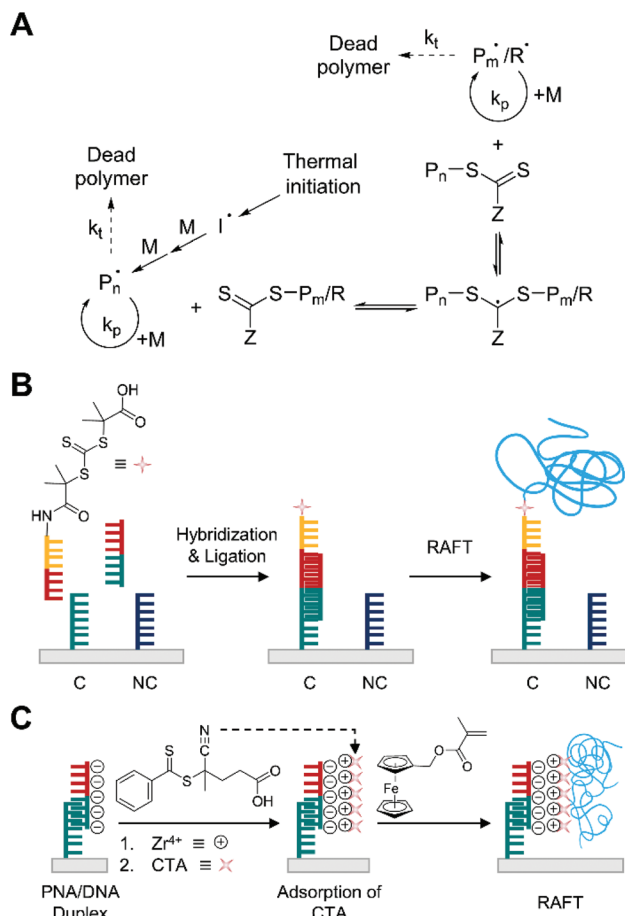 A
Dead
polymer
k_t
P_m^•/R^•
k_p
+M
+
P_n
S
S
Z
Dead
polymer
Thermal
initiation
k_t
M
M
I^•
P_n^•
k_p
+M
+
S
S–P_m/R
Z
P_n
S
S–P_m/R
Z
B
OH
O
S
S
S
≡
O
HN
Hybridization
& Ligation
RAFT
C
NC
C
NC
C
NC
C
N
S
S
O
OH
O
Fe
1. Zr⁴⁺ ≡ ⊕
2. CTA ≡
PNA/DNA
Duplex
Adsorption of
CTA
RAFT